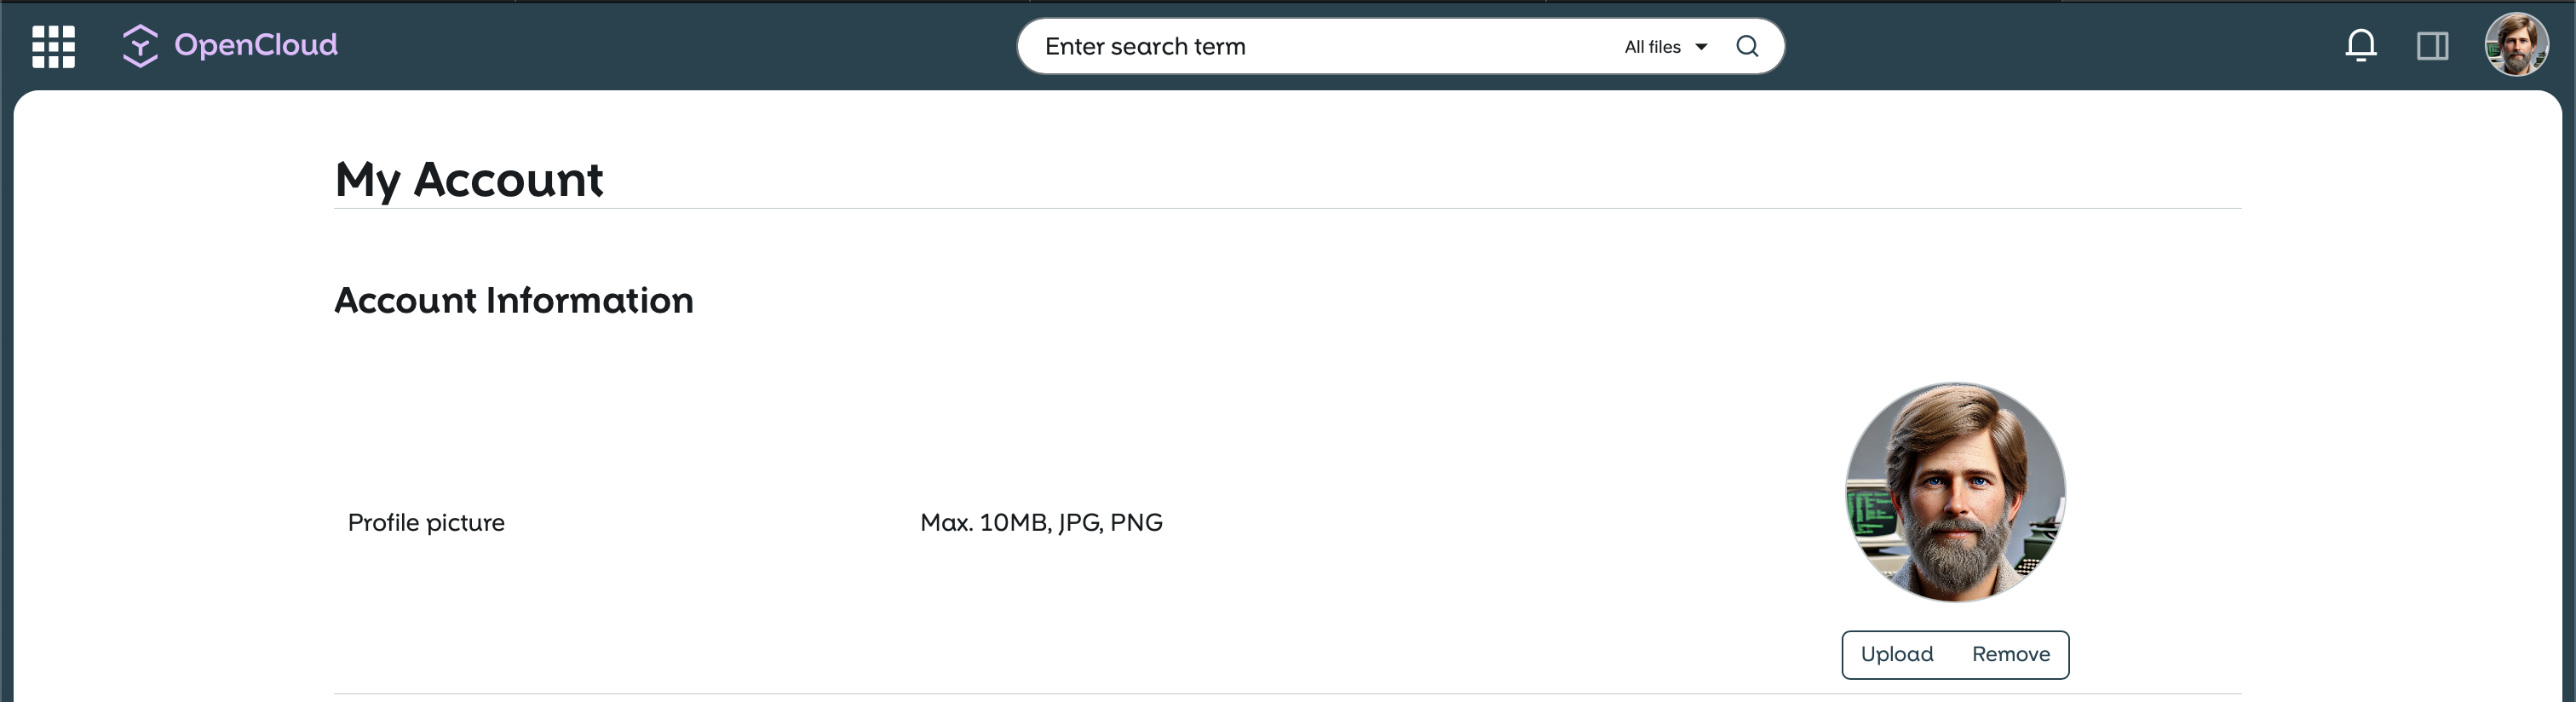 OpenCloud
Enter search term
All files
My Account
Account Information
Profile picture
Max. 10MB, JPG, PNG
Upload
Remove